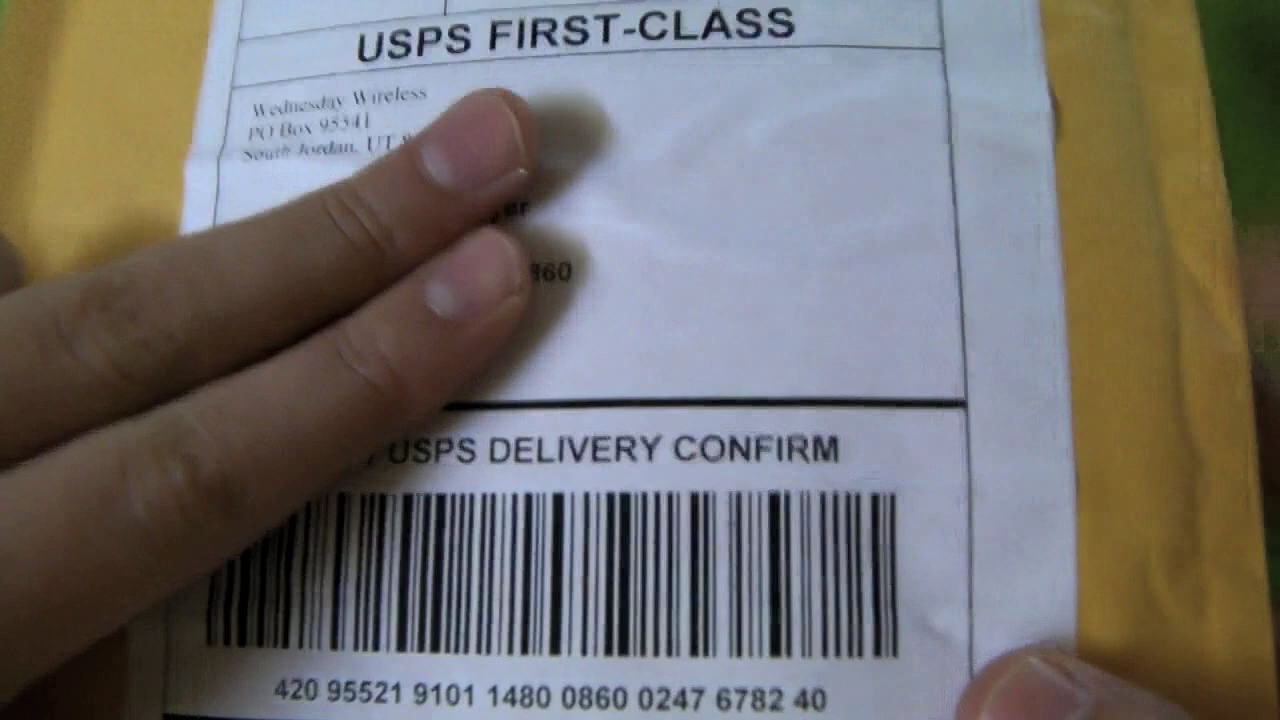 USPS FIRST-CLASS
Wednesday Wireless
PO Box 95541
South Jordan, UT
860
USPS DELIVERY CONFIRM
420 95521 9101 1480 0860 0247 6782 40